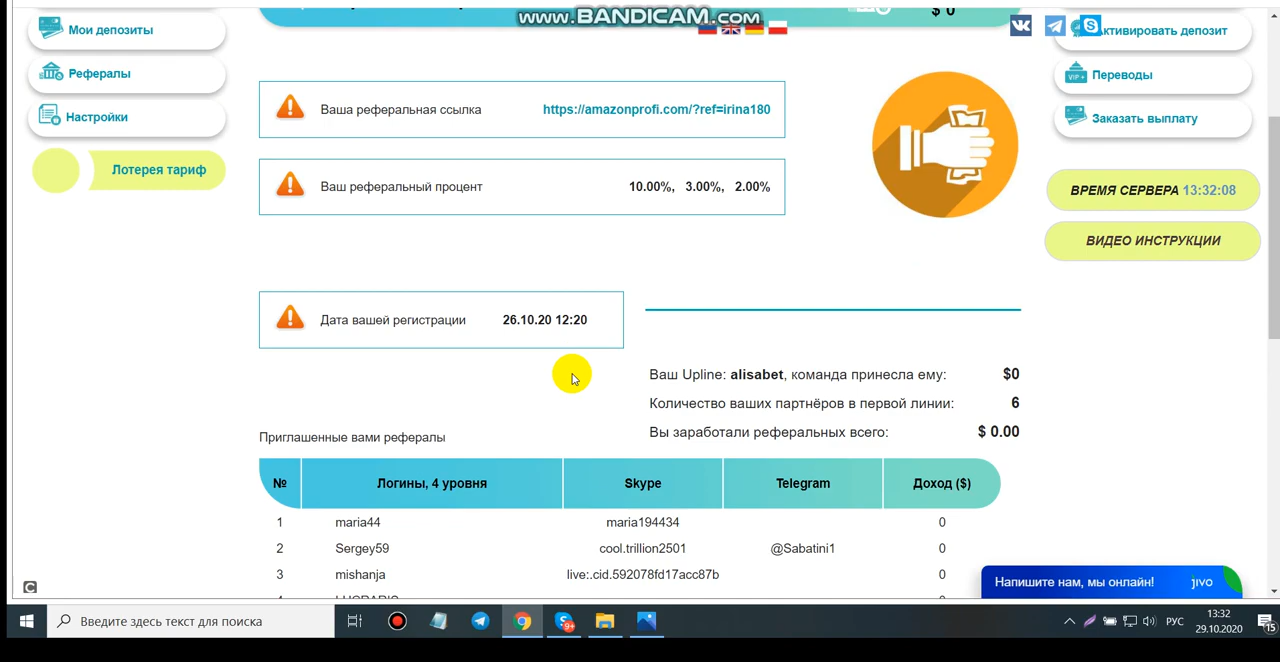 www.BANDICAM.com
$ 0
Мои депозиты
Рефералы
Настройки
Лотерея тариф
Ваша реферальная ссылка https://amazonprofi.com/?ref=irina180
Ваш реферальный процент 10.00%, 3.00%, 2.00%
Дата вашей регистрации 26.10.20 12:20
Активировать депозит
VIP+ Переводы
Заказать выплату
ВРЕМЯ СЕРВЕРА 13:32:08
ВИДЕО ИНСТРУКЦИИ
Ваш Upline: alisabet, команда принесла ему: $0
Количество ваших партнёров в первой линии: 6
Вы заработали реферальных всего: $ 0.00
Приглашенные вами рефералы
№ Логины, 4 уровня Skype Telegram Доход ($)
1 maria44 maria194434 0
2 Sergey59 cool.trillion2501 @Sabatini1 0
3 mishanja live:.cid.592078fd17acc87b 0
Напишите нам, мы онлайн! jivo
Введите здесь текст для поиска
9+
РУС
13:32
29.10.2020
15